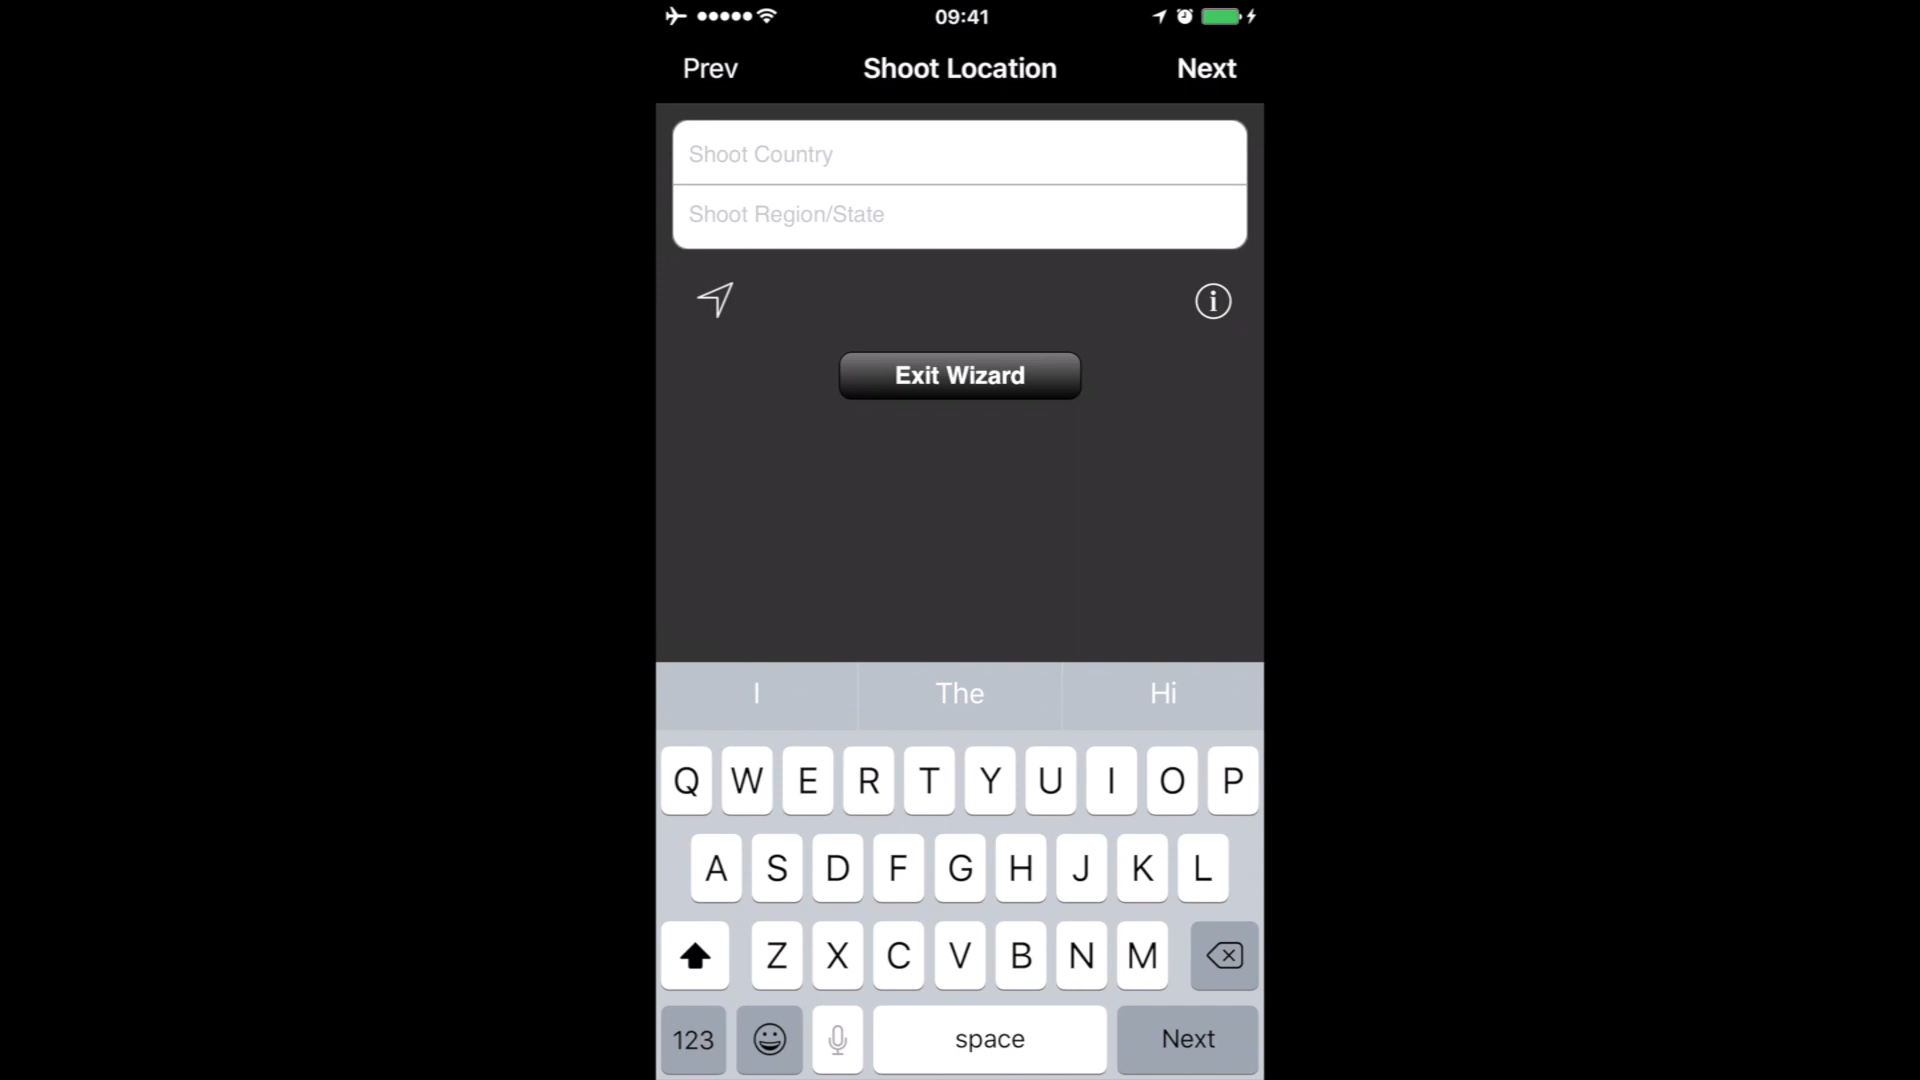 09:41
Prev Shoot Location Next
Shoot Country
Shoot Region/State
i
Exit Wizard
I The Hi
Q W E R T Y U I O P
A S D F G H J K L
Z X C V B N M
123 space Next